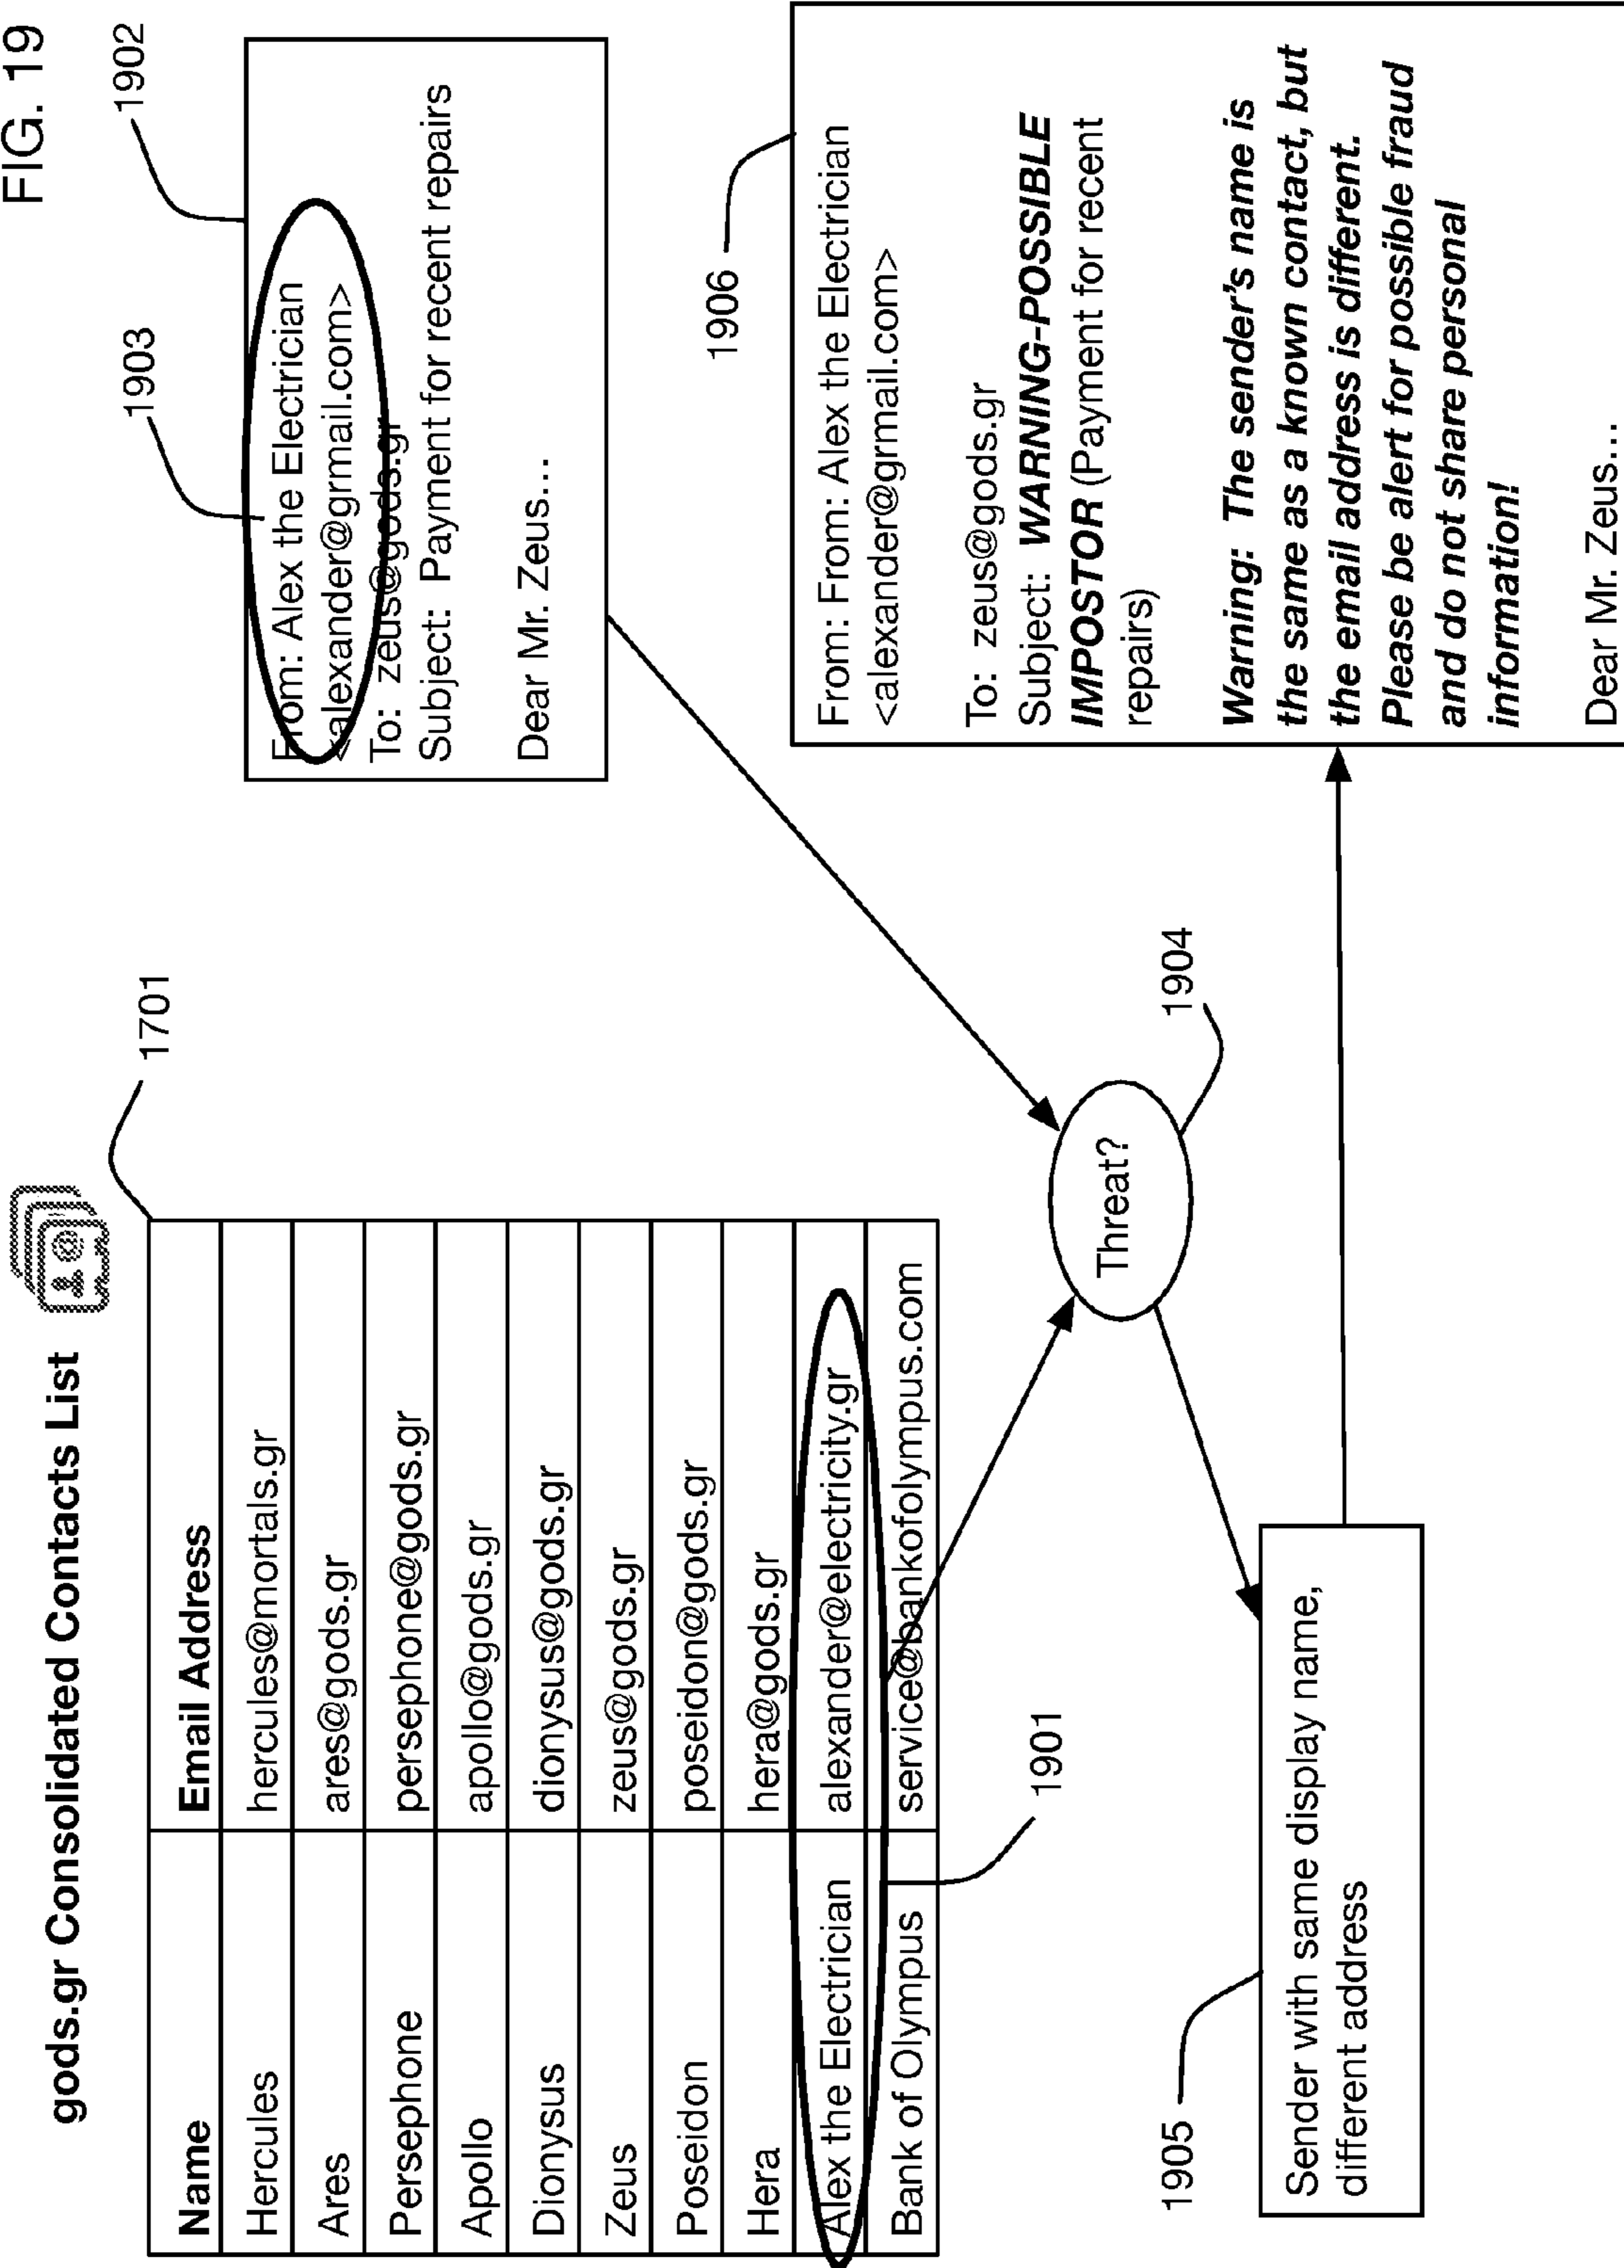 FIG. 19
gods.gr Consolidated Contacts List
1701
Name Email Address
Hercules hercules@mortals.gr
Ares ares@gods.gr
Persephone persephone@gods.gr
Apollo apollo@gods.gr
Dionysus dionysus@gods.gr
Zeus zeus@gods.gr
Poseidon poseidon@gods.gr
Hera hera@gods.gr
Alex the Electrician alexander@electricity.gr
Bank of Olympus service@bankofolympus.com
1901
1902
1903
From: Alex the Electrician
<alexander@grmail.com>
To: zeus@gods.gr
Subject: Payment for recent repairs
Dear Mr. Zeus...
Threat?
1904
1905
Sender with same display name,
different address
1906
From: From: Alex the Electrician
<alexander@grmail.com>
To: zeus@gods.gr
Subject: WARNING-POSSIBLE
IMPOSTOR (Payment for recent
repairs)
Warning: The sender's name is
the same as a known contact, but
the email address is different.
Please be alert for possible fraud
and do not share personal
information!
Dear Mr. Zeus...